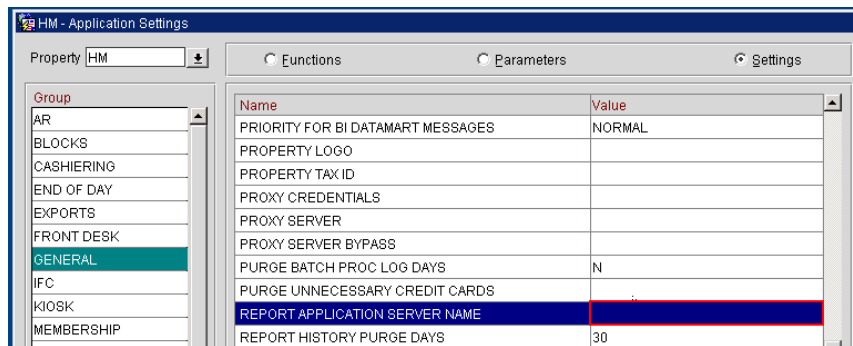 HM - Application Settings
Property HM
Functions Parameters Settings
Group
AR
BLOCKS
CASHIERING
END OF DAY
EXPORTS
FRONT DESK
GENERAL
IFC
KIOSK
MEMBERSHIP
Name Value
PRIORITY FOR BI DATAMART MESSAGES NORMAL
PROPERTY LOGO
PROPERTY TAX ID
PROXY CREDENTIALS
PROXY SERVER
PROXY SERVER BYPASS
PURGE BATCH PROC LOG DAYS N
PURGE UNNECESSARY CREDIT CARDS
REPORT APPLICATION SERVER NAME
REPORT HISTORY PURGE DAYS 30